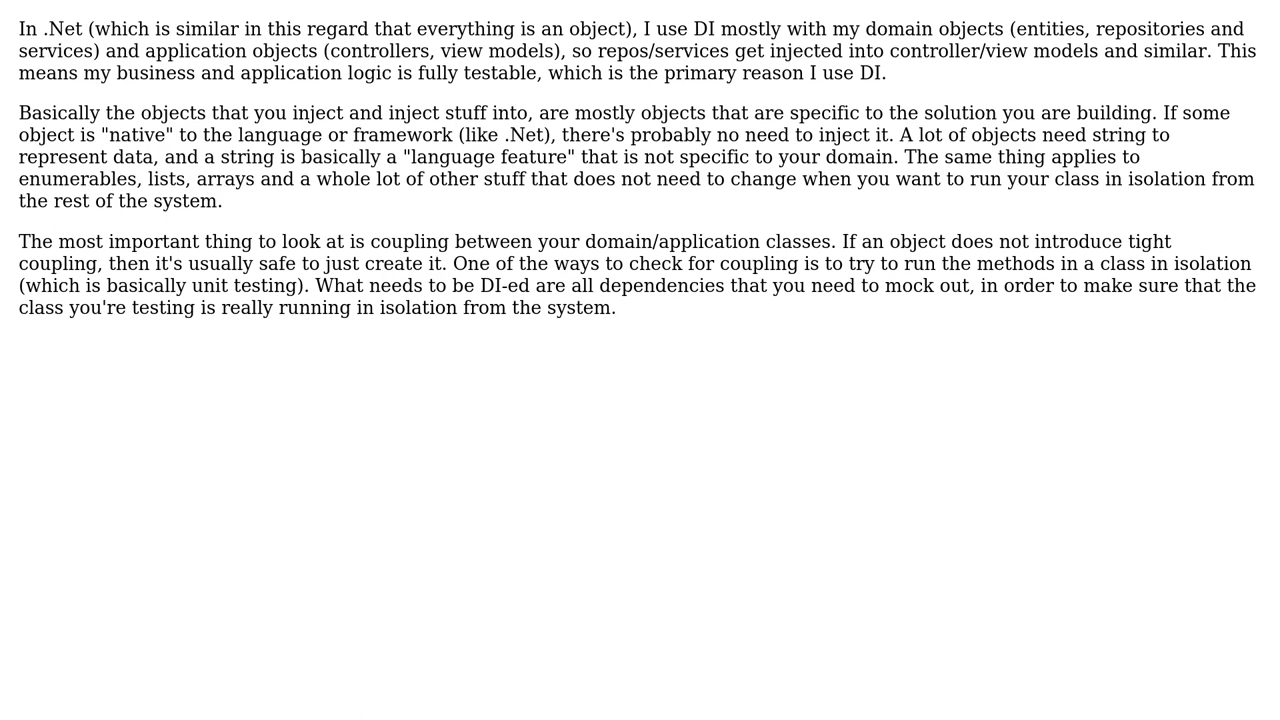 In .Net (which is similar in this regard that everything is an object), I use DI mostly with my domain objects (entities, repositories and
services) and application objects (controllers, view models), so repos/services get injected into controller/view models and similar. This
means my business and application logic is fully testable, which is the primary reason I use DI.
Basically the objects that you inject and inject stuff into, are mostly objects that are specific to the solution you are building. If some
object is "native" to the language or framework (like .Net), there's probably no need to inject it. A lot of objects need string to
represent data, and a string is basically a "language feature" that is not specific to your domain. The same thing applies to
enumerables, lists, arrays and a whole lot of other stuff that does not need to change when you want to run your class in isolation from
the rest of the system.
The most important thing to look at is coupling between your domain/application classes. If an object does not introduce tight
coupling, then it's usually safe to just create it. One of the ways to check for coupling is to try to run the methods in a class in isolation
(which is basically unit testing). What needs to be DI-ed are all dependencies that you need to mock out, in order to make sure that the
class you're testing is really running in isolation from the system.